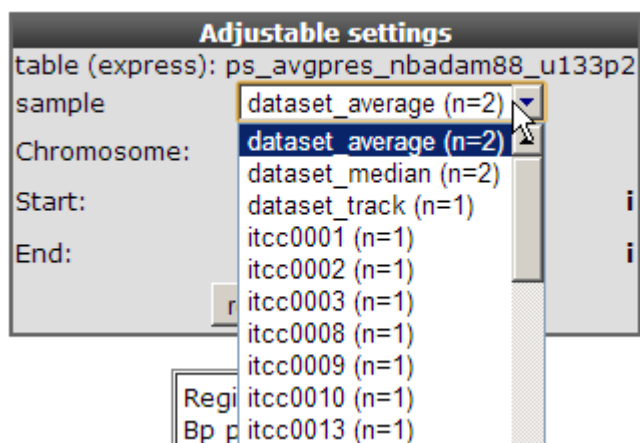 Adjustable settings
table (express): ps_avgpres_nbadam88_u133p2
sample dataset_average (n=2)
dataset_average (n=2)
Chromosome:
dataset_median (n=2)
Start: dataset_track (n=1) i
itcc0001 (n=1)
End: i
itcc0002 (n=1)
itcc0003 (n=1)
itcc0008 (n=1)
itcc0009 (n=1)
Regi itcc0010 (n=1)
Bp p itcc0013 (n=1)